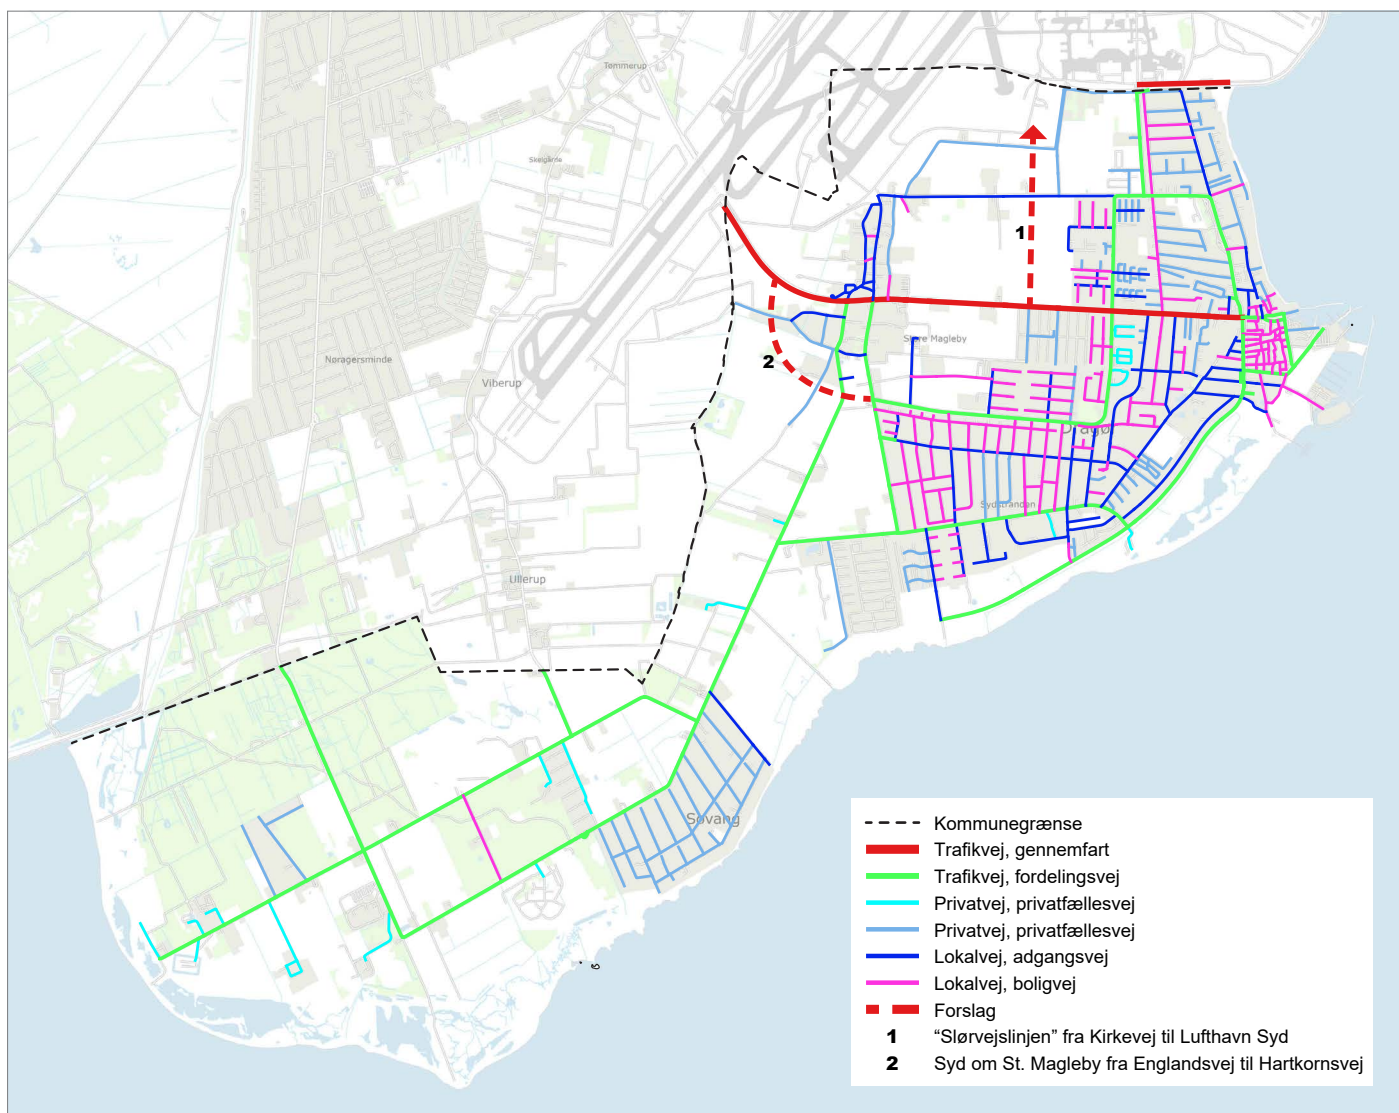 Tømmerup
Skelgårde
1
Store Magleby
Nøragersminde
2
Viberup
Dragør
Sydstranden
Ullerup
Søvang
Kommunegrænse
Trafikvej, gennemfart
Trafikvej, fordelingsvej
Privatvej, privatfællesvej
Privatvej, privatfællesvej
Lokalvej, adgangsvej
Lokalvej, boligvej
Forslag
1 “Slørvejslinjen” fra Kirkevej til Lufthavn Syd
2 Syd om St. Magleby fra Englandsvej til Hartkornsvej